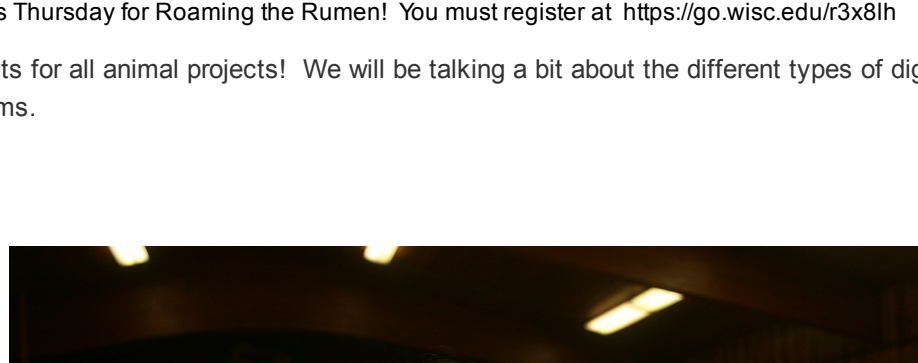 s Thursday for Roaming the Rumen! You must register at https://go.wisc.edu/r3x8lh
ts for all animal projects! We will be talking a bit about the different types of dig
ms.